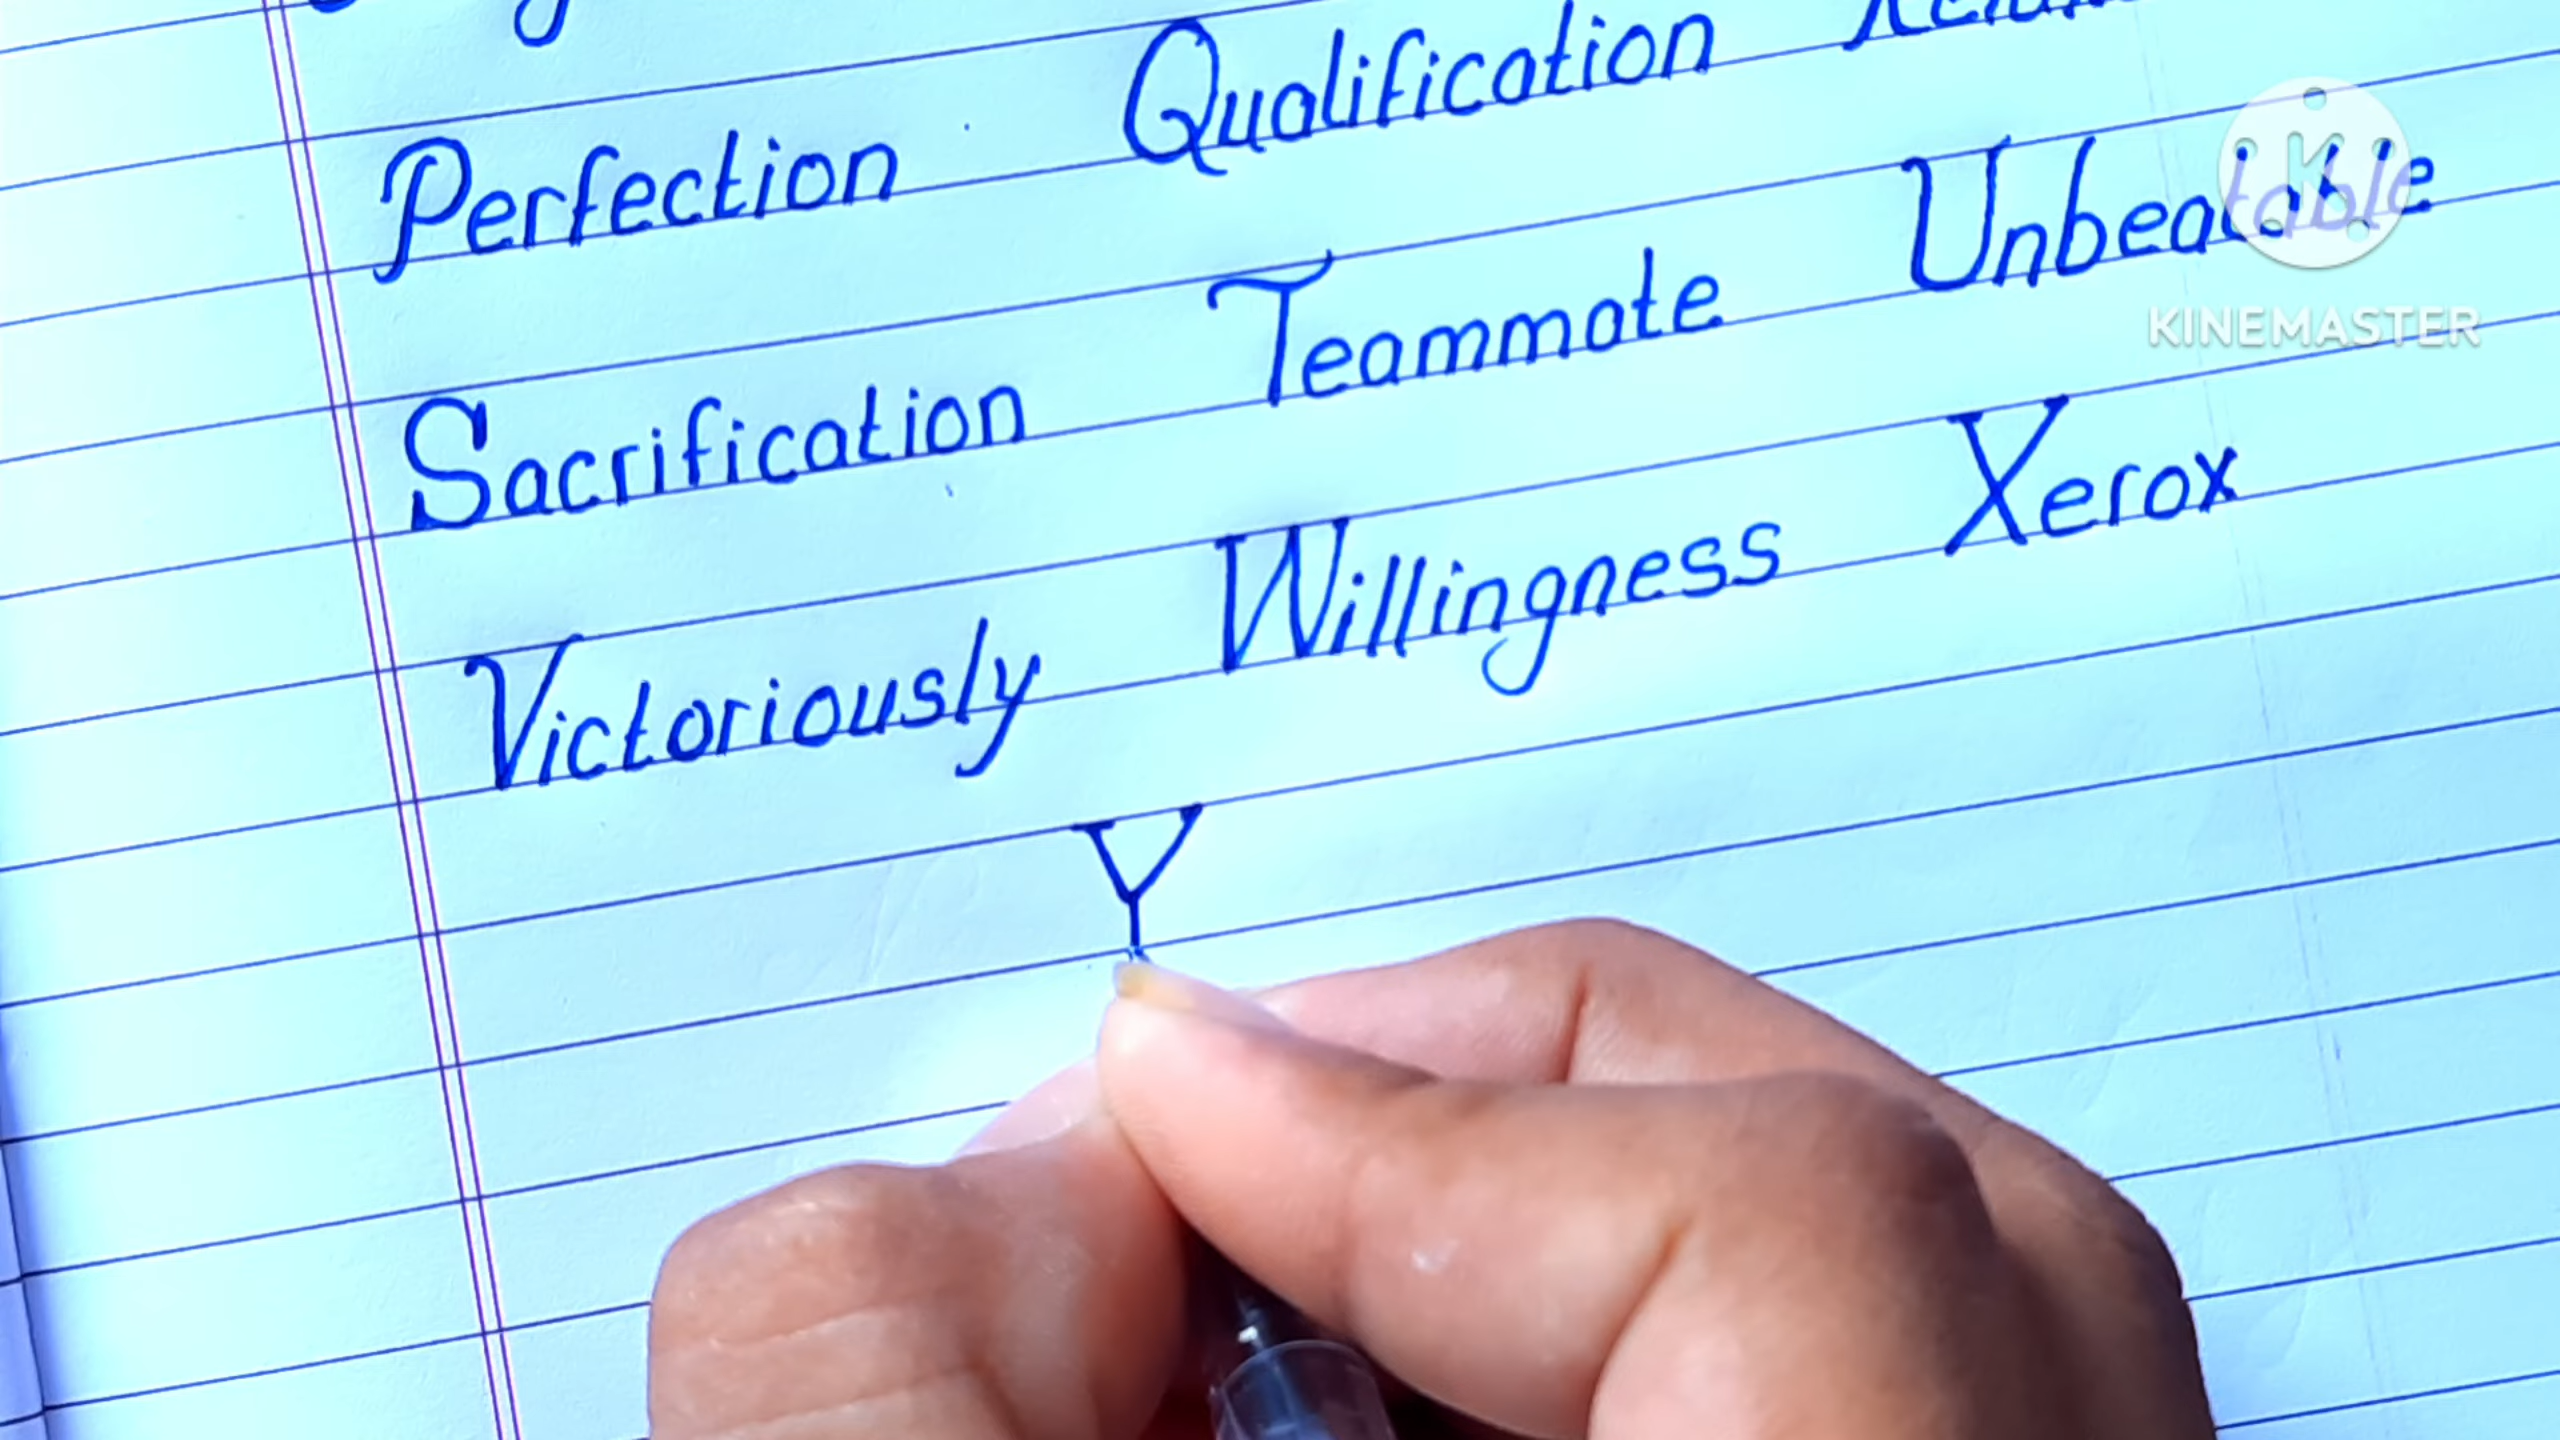 Perfection Qualification
Sacrification Teammate Unbeatable
Victoriously Willingness Xerox
Y
KINEMASTER